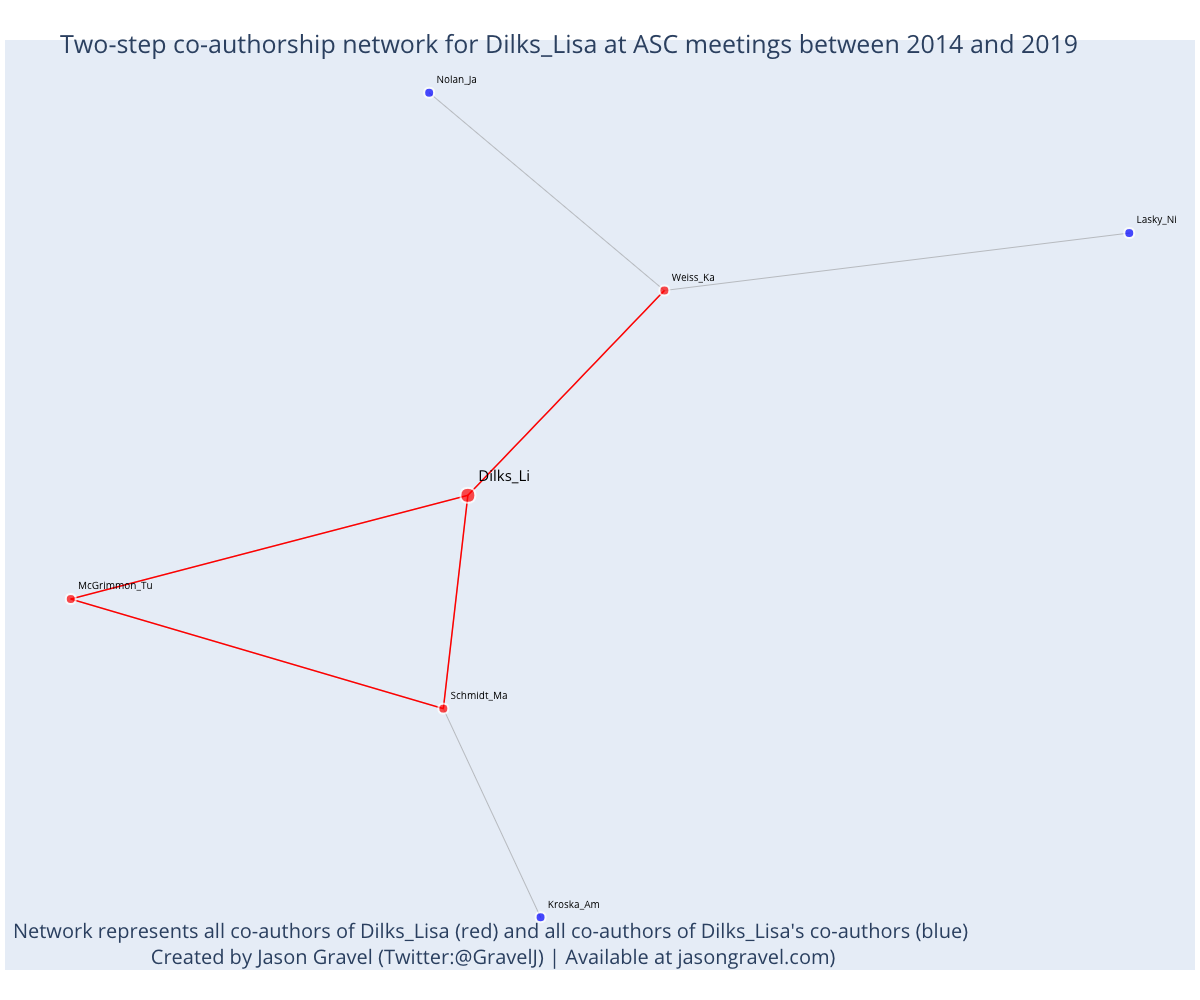 Two-step co-authorship network for Dilks_Lisa at ASC meetings between 2014 and 2019
Nolan_Ja
Lasky_Ni
Weiss_Ka
Dilks_Li
McGrimmon_Tu
Schmidt_Ma
Kroska_Am
Network represents all co-authors of Dilks_Lisa (red) and all co-authors of Dilks_Lisa's co-authors (blue)
Created by Jason Gravel (Twitter:@GravelJ) | Available at jasongravel.com)